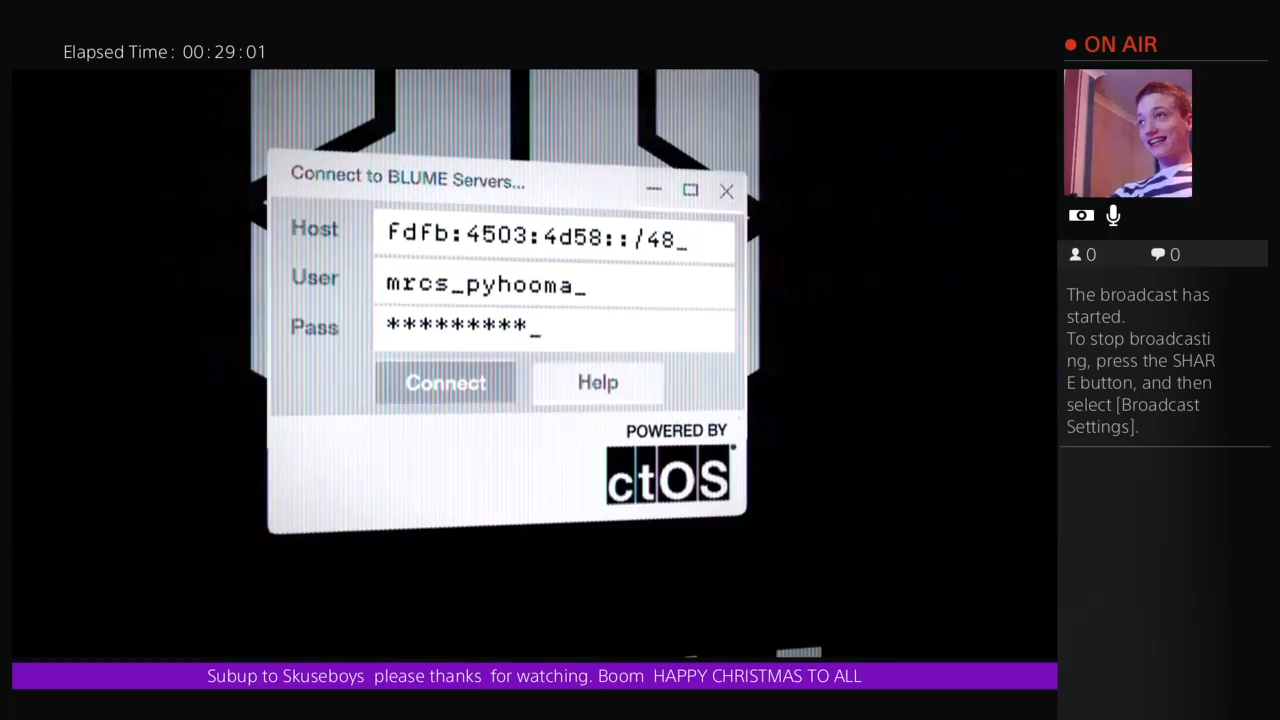 Elapsed Time: 00:29:01
ON AIR
Connect to BLUME Servers...
Host fdfb:4503:4d58::/48_
User mrcs_pyhooma_
Pass *********_
Connect Help
POWERED BY
ctOS
0 0
The broadcast has
started.
To stop broadcasti
ng, press the SHAR
E button, and then
select [Broadcast
Settings].
Subup to Skuseboys please thanks for watching. Boom HAPPY CHRISTMAS TO ALL